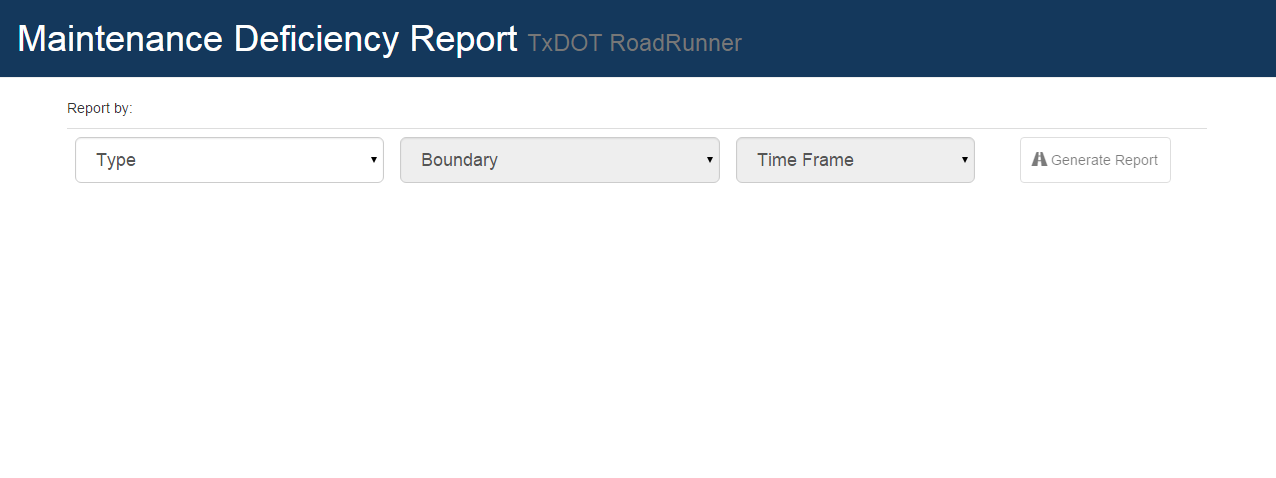 Maintenance Deficiency Report TxDOT RoadRunner
Report by:
Type Boundary Time Frame Generate Report